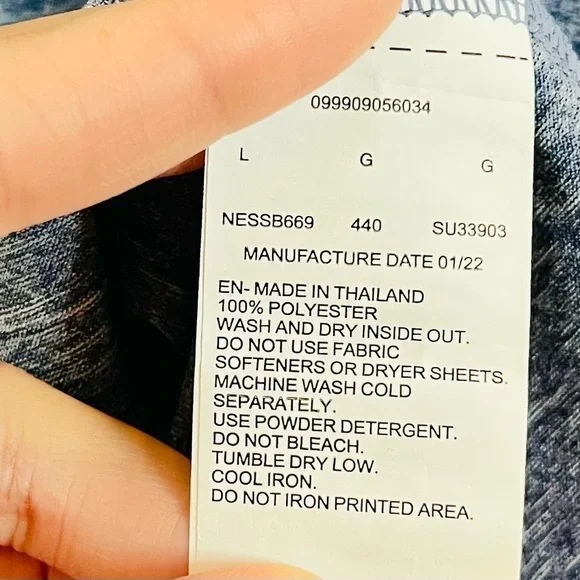 099909056034
L G G
NESSB669 440 SU33903
MANUFACTURE DATE 01/22
EN- MADE IN THAILAND
100% POLYESTER
WASH AND DRY INSIDE OUT.
DO NOT USE FABRIC
SOFTENERS OR DRYER SHEETS.
MACHINE WASH COLD
SEPARATELY.
USE POWDER DETERGENT.
DO NOT BLEACH.
TUMBLE DRY LOW.
COOL IRON.
DO NOT IRON PRINTED AREA.